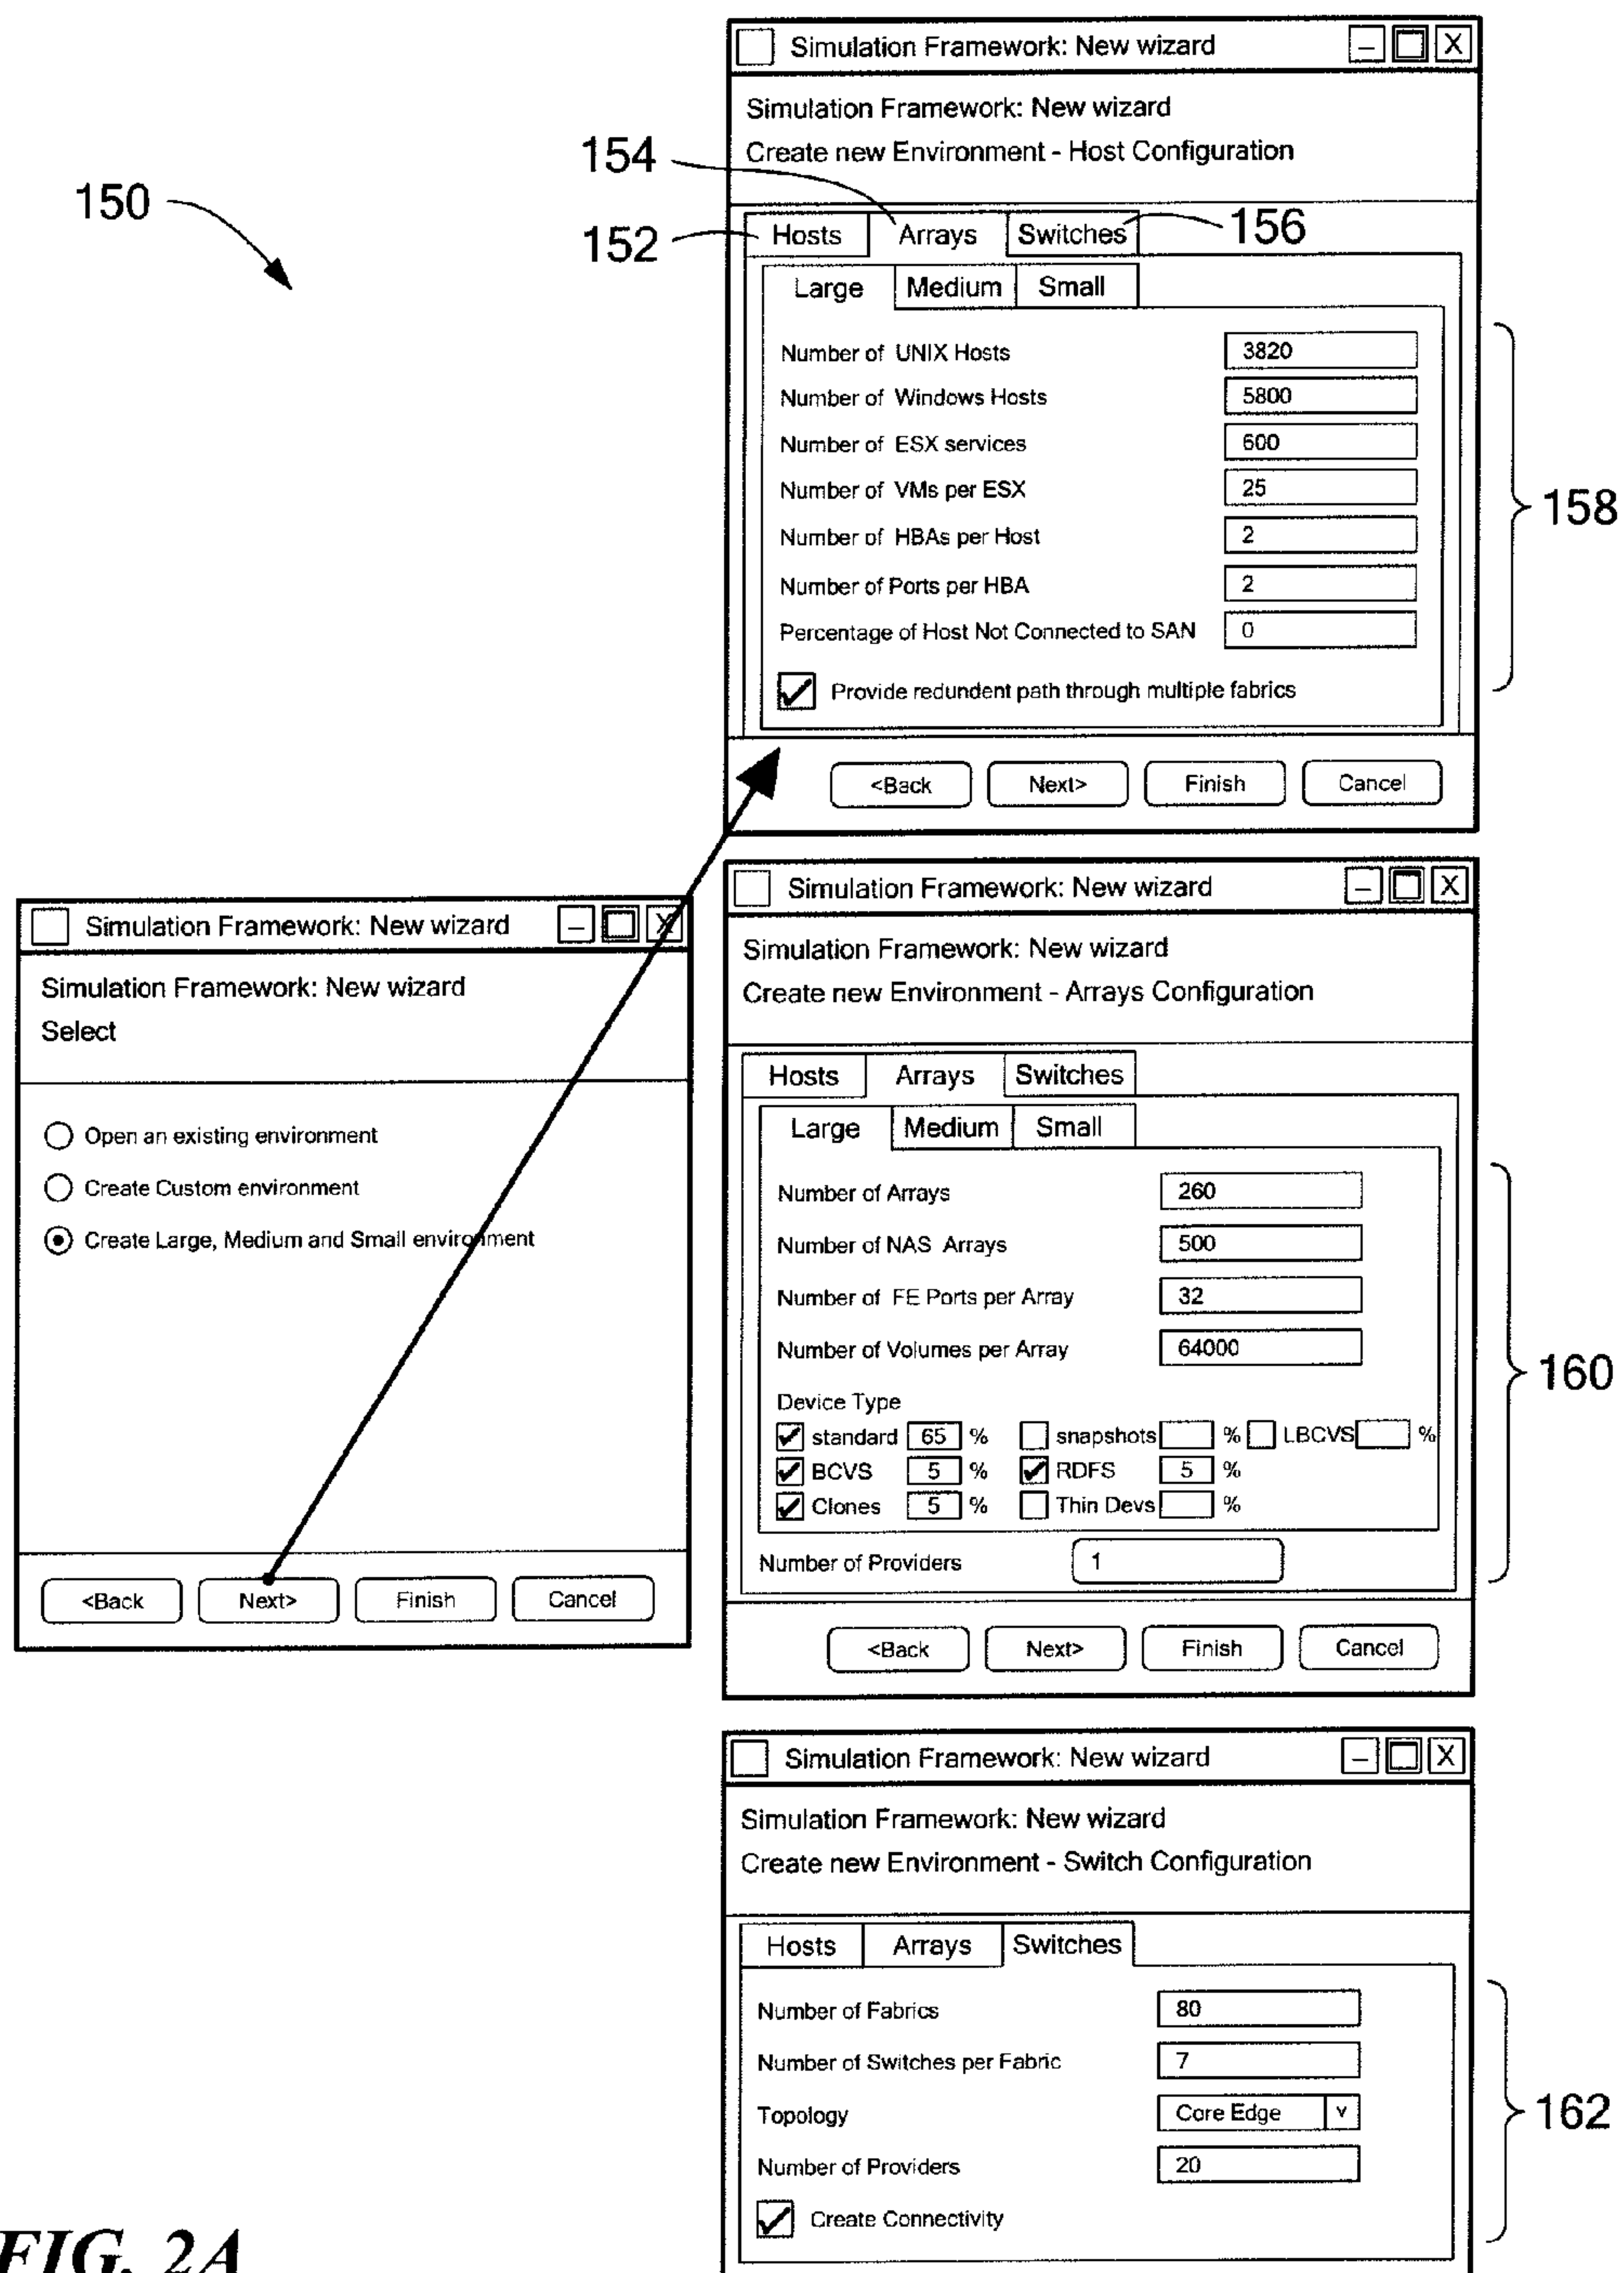 150
154
152
156
Simulation Framework: New wizard
Simulation Framework: New wizard
Create new Environment - Host Configuration
Hosts Arrays Switches
Large Medium Small
Number of UNIX Hosts 3820
Number of Windows Hosts 5800
Number of ESX services 600
Number of VMs per ESX 25
Number of HBAs per Host 2
Number of Ports per HBA 2
Percentage of Host Not Connected to SAN 0
Provide redundent path through multiple fabrics
<Back Next> Finish Cancel
158
Simulation Framework: New wizard
Simulation Framework: New wizard
Select
Open an existing environment
Create Custom environment
Create Large, Medium and Small environment
<Back Next> Finish Cancel
Simulation Framework: New wizard
Simulation Framework: New wizard
Create new Environment - Arrays Configuration
Hosts Arrays Switches
Large Medium Small
Number of Arrays 260
Number of NAS Arrays 500
Number of FE Ports per Array 32
Number of Volumes per Array 64000
Device Type
standard 65 % snapshots % LBCVS %
BCVS 5 % RDFS 5 %
Clones 5 % Thin Devs %
Number of Providers 1
<Back Next> Finish Cancel
160
Simulation Framework: New wizard
Simulation Framework: New wizard
Create new Environment - Switch Configuration
Hosts Arrays Switches
Number of Fabrics 80
Number of Switches per Fabric 7
Topology Core Edge v
Number of Providers 20
Create Connectivity
162
FIG. 2A